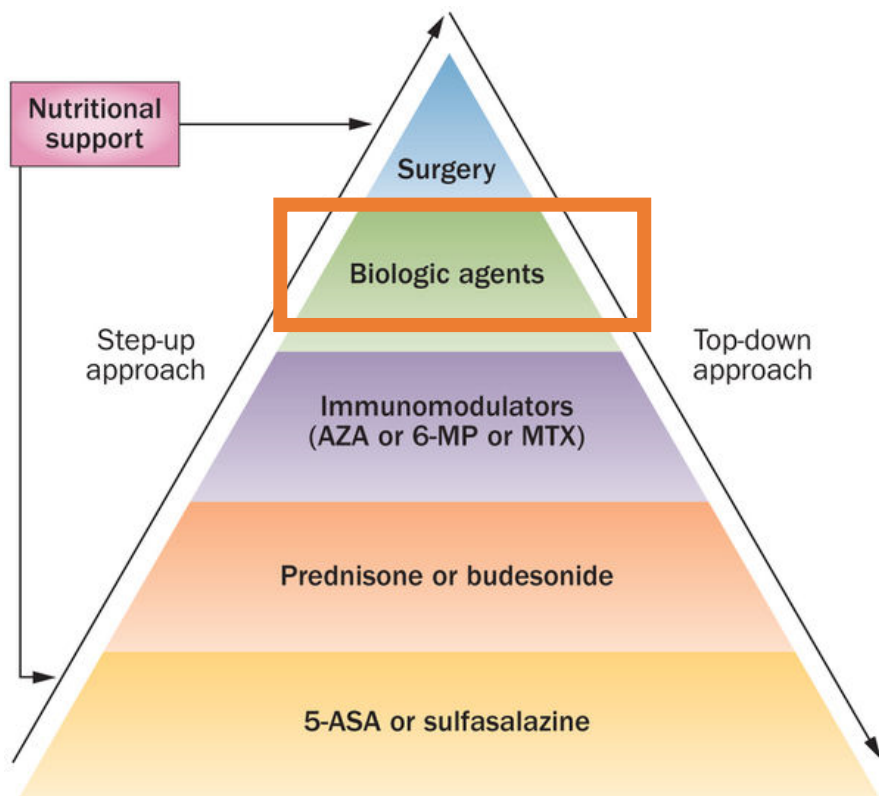 Nutritional
support
Surgery
Biologic agents
Step-up
approach
Top-down
approach
Immunomodulators
(AZA or 6-MP or MTX)
Prednisone or budesonide
5-ASA or sulfasalazine